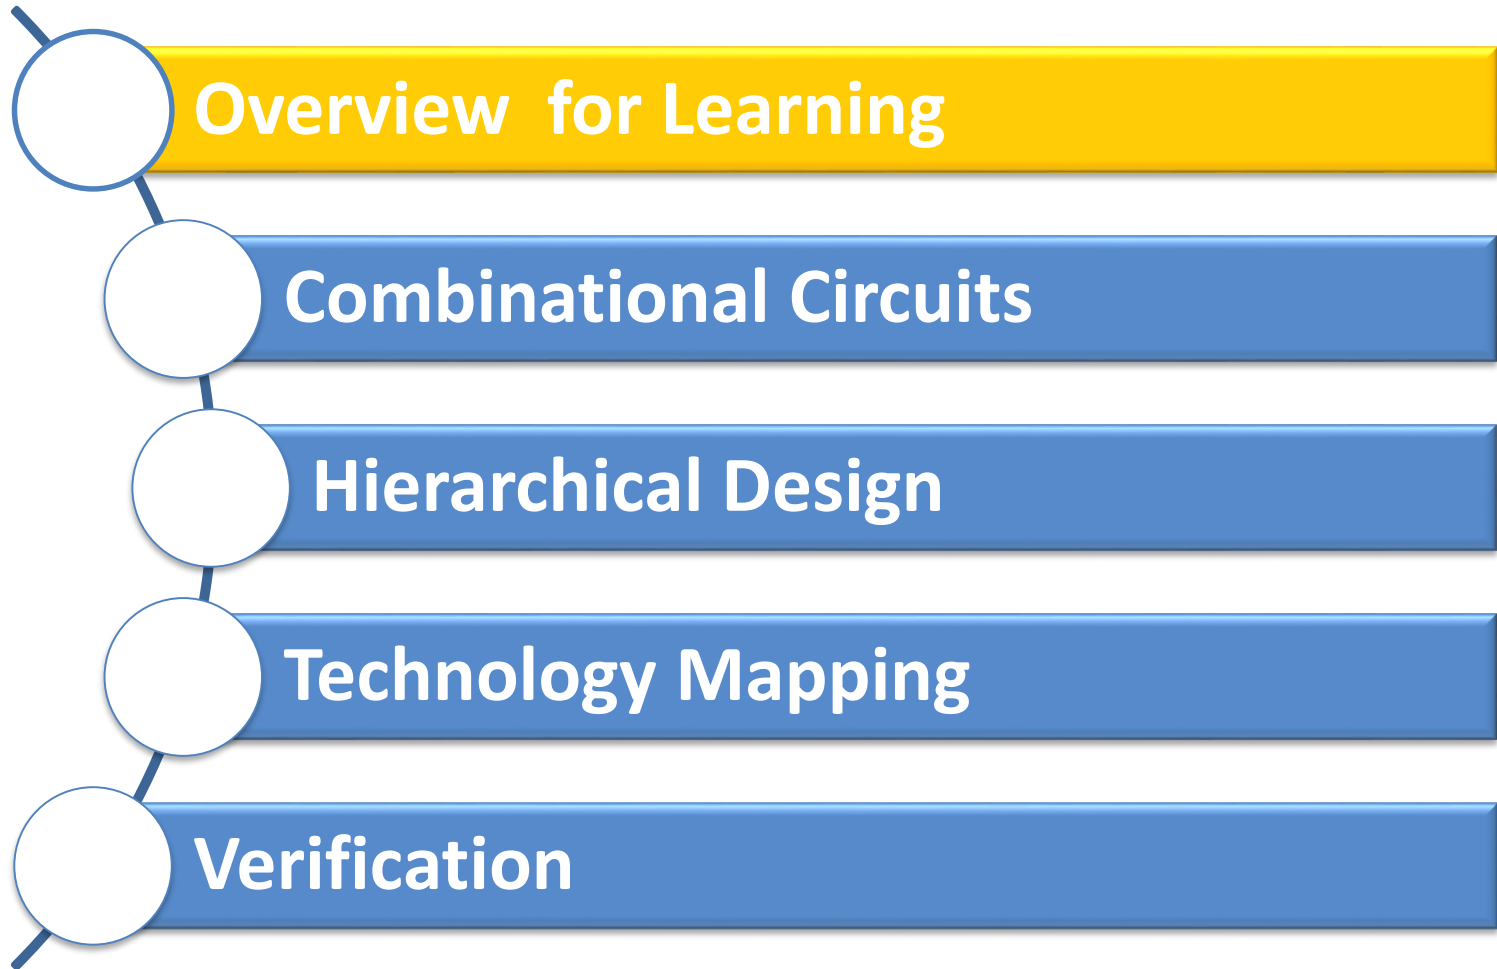 Overview for Learning
Combinational Circuits
Hierarchical Design
Technology Mapping
Verification